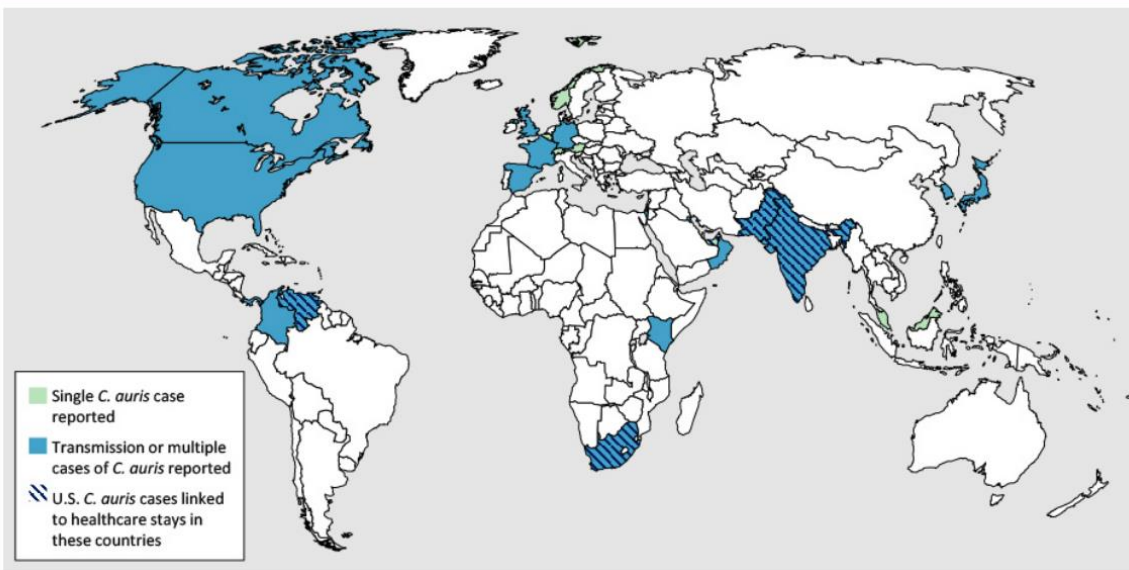 Single C. auris case
reported
Transmission or multiple
cases of C. auris reported
U.S. C. auris cases linked
to healthcare stays in
these countries